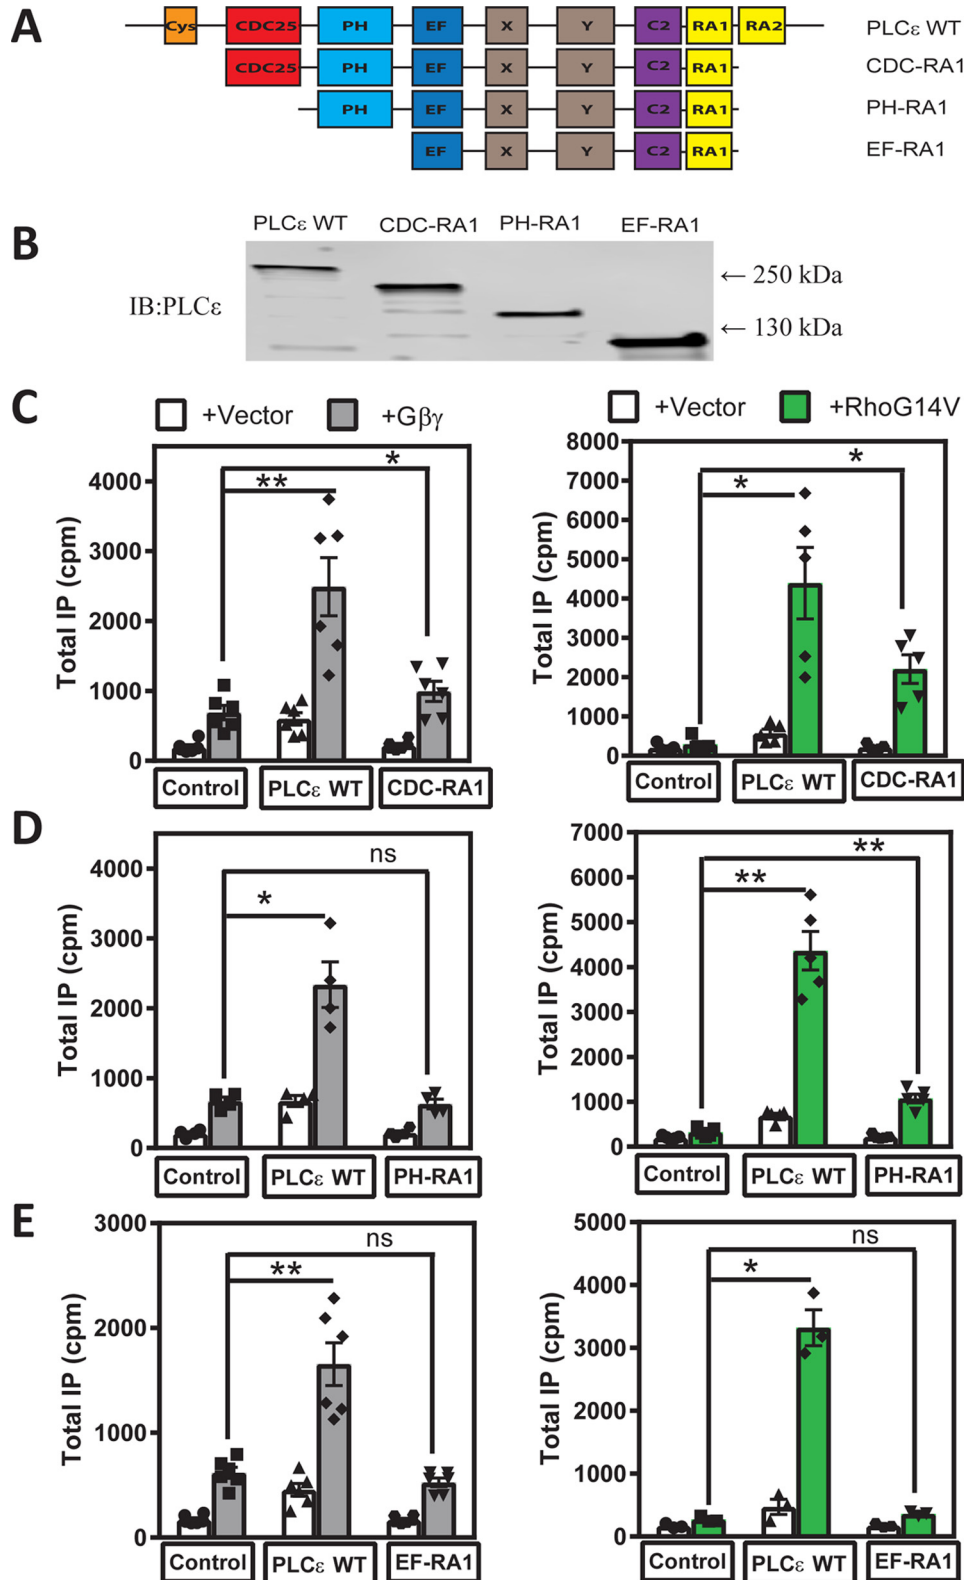 A
Cys CDC25 PH EF X Y C2 RA1 RA2 PLCε WT
CDC25 PH EF X Y C2 RA1 CDC-RA1
PH EF X Y C2 RA1 PH-RA1
EF X Y C2 RA1 EF-RA1
B
PLCε WT CDC-RA1 PH-RA1 EF-RA1
IB:PLCε
← 250 kDa
← 130 kDa
C
+Vector +Gβγ
Total IP (cpm)
4000
3000
2000
1000
0
** *
Control PLCε WT CDC-RA1
+Vector +RhoG14V
Total IP (cpm)
8000
7000
6000
5000
4000
3000
2000
1000
0
* *
Control PLCε WT CDC-RA1
D
Total IP (cpm)
4000
3000
2000
1000
0
* ns
Control PLCε WT PH-RA1
Total IP (cpm)
7000
6000
5000
4000
3000
2000
1000
0
** **
Control PLCε WT PH-RA1
E
Total IP (cpm)
3000
2000
1000
0
** ns
Control PLCε WT EF-RA1
Total IP (cpm)
5000
4000
3000
2000
1000
0
* ns
Control PLCε WT EF-RA1